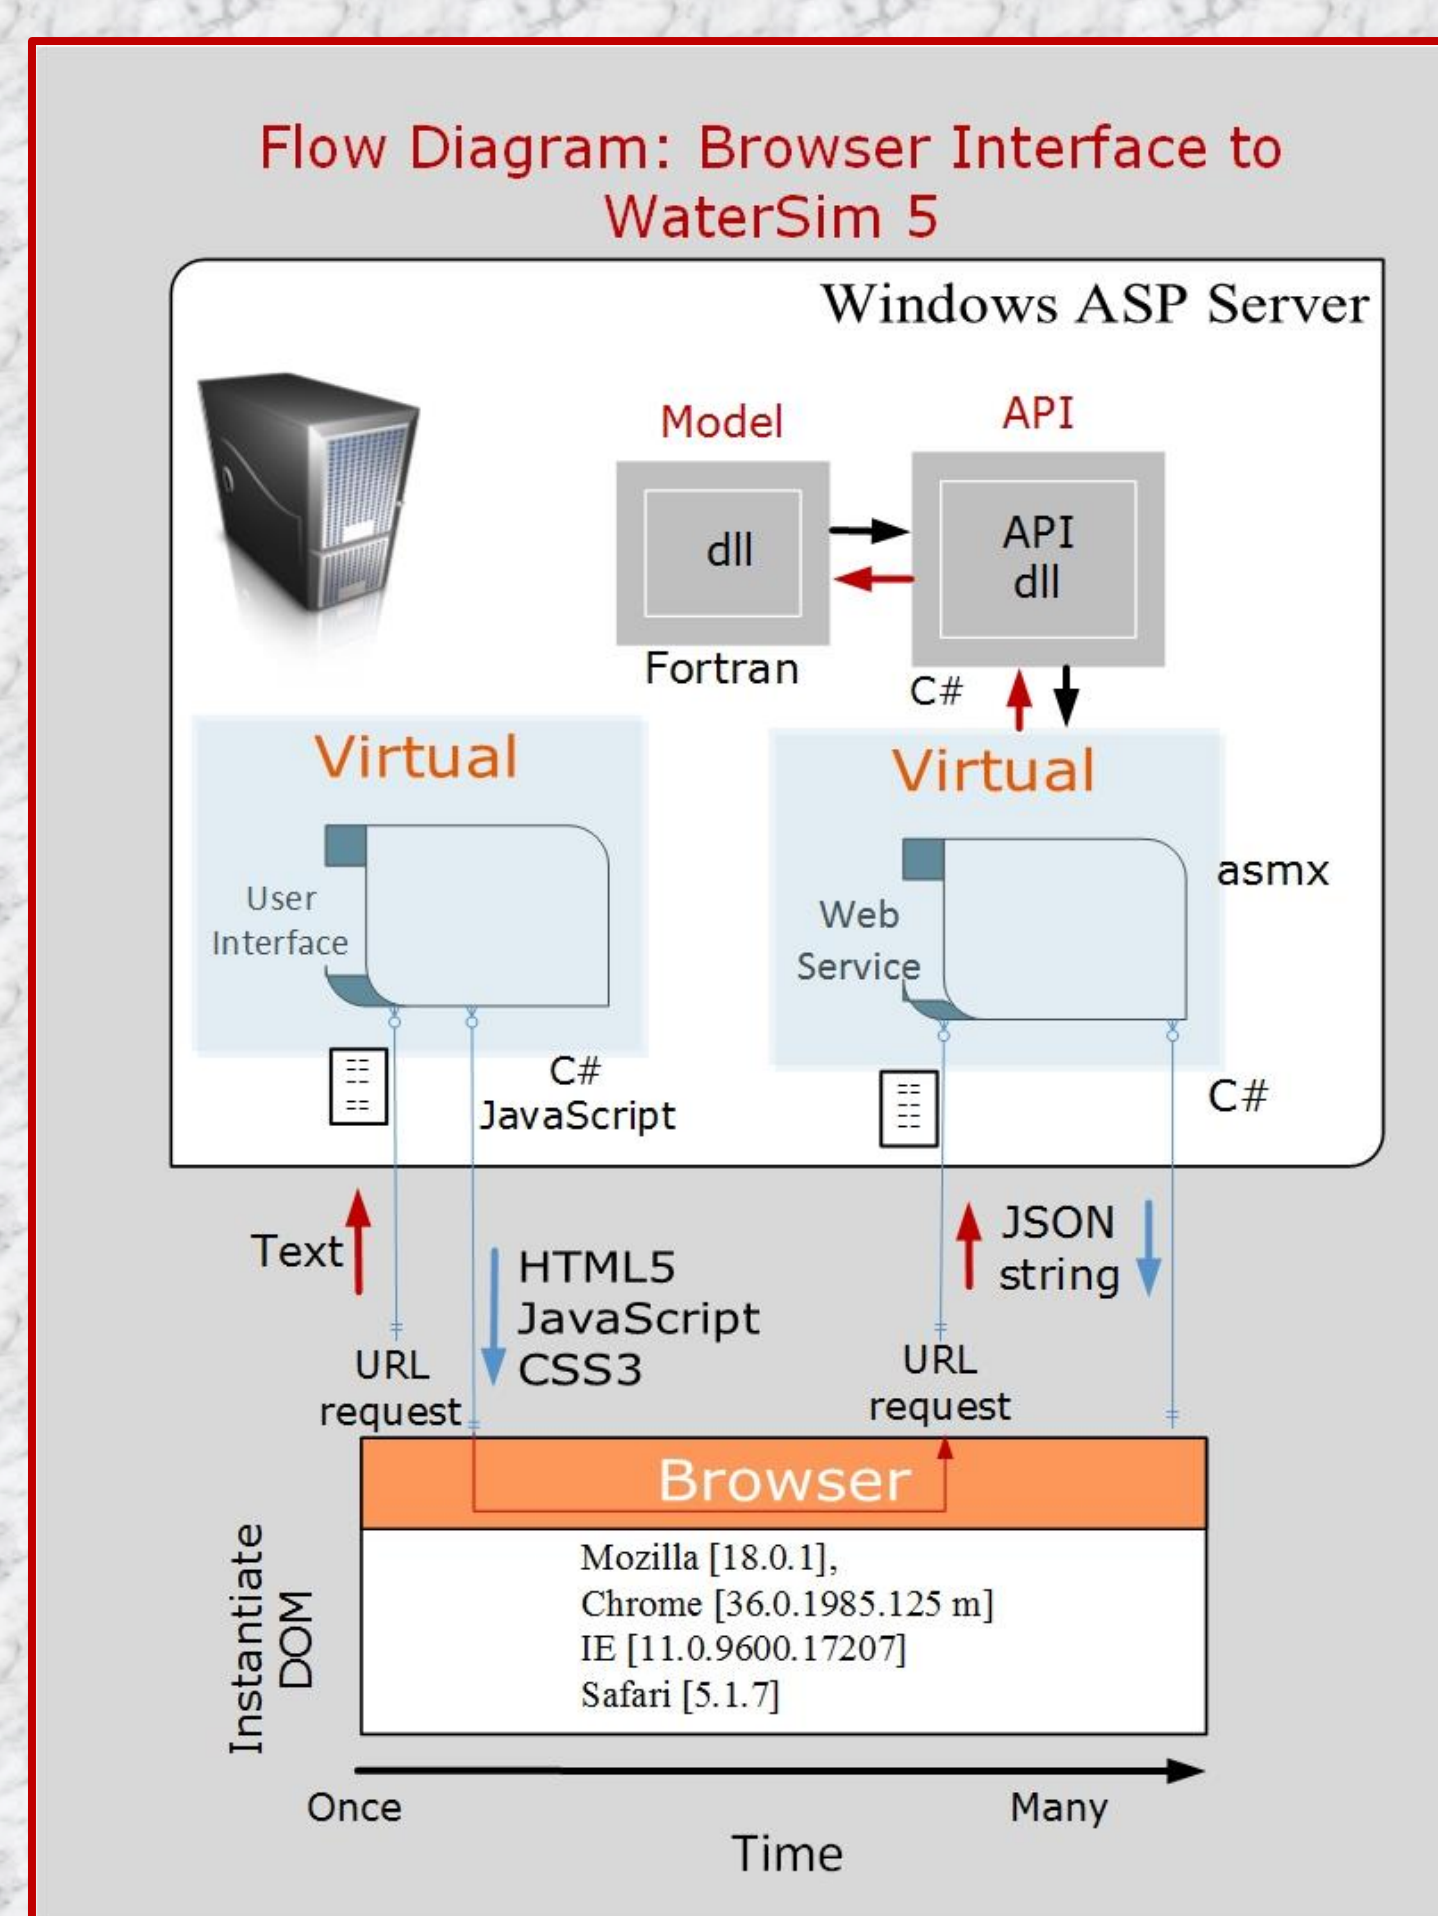 Flow Diagram: Browser Interface to
WaterSim 5
Windows ASP Server
Model
API
dll
API
dll
Fortran
C#
Virtual
Virtual
User
Interface
Web
Service
asmx
C#
JavaScript
C#
Text
HTML5
JavaScript
CSS3
JSON
string
URL
request
URL
request
Browser
Instantiate
DOM
Mozilla [18.0.1],
Chrome [36.0.1985.125 m]
IE [11.0.9600.17207]
Safari [5.1.7]
Once
Many
Time